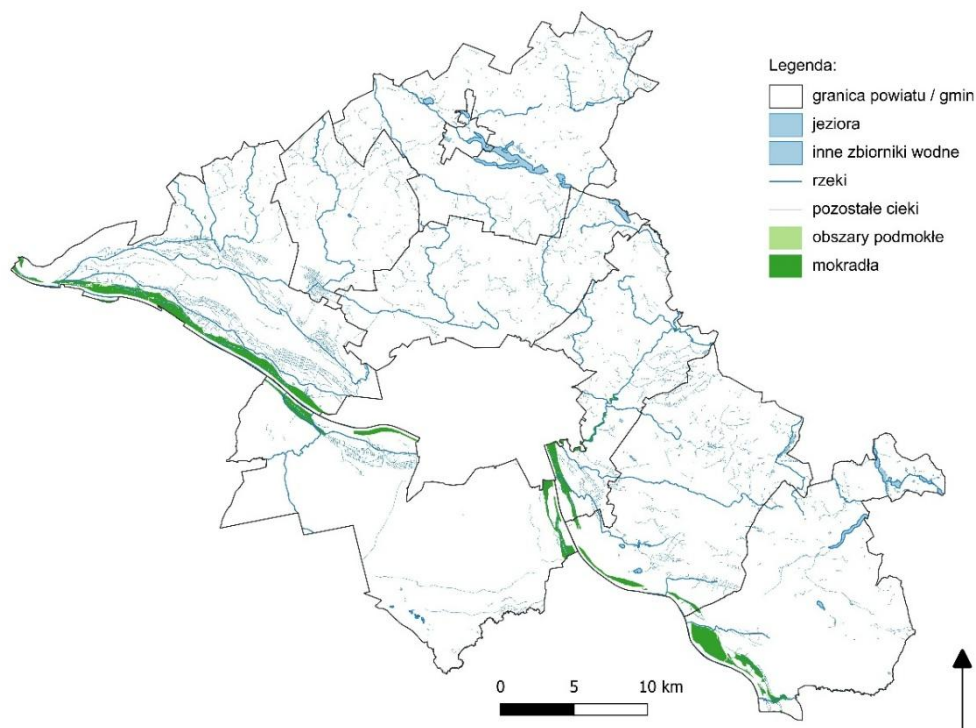 Legenda:
granica powiatu / gmin
jeziora
inne zbiorniki wodne
rzeki
pozostałe cieki
obszary podmokłe
mokradła
0 5 10 km